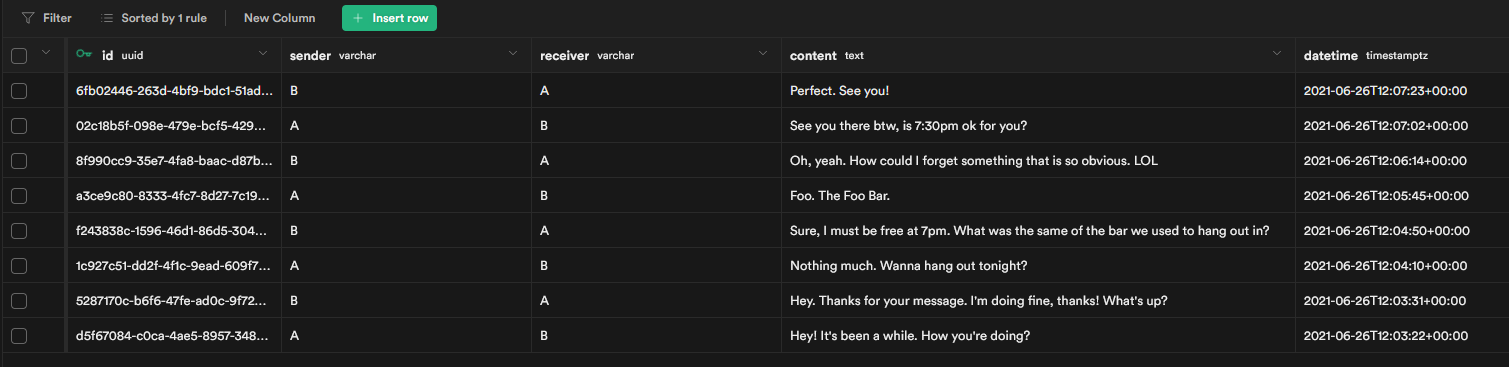 Filter Sorted by 1 rule New Column + Insert row
id uuid sender varchar receiver varchar content text datetime timestamptz
6fb02446-263d-4bf9-bdc1-51ad... B A Perfect. See you! 2021-06-26T12:07:23+00:00
02c18b5f-098e-479e-bcf5-429... A B See you there btw, is 7:30pm ok for you? 2021-06-26T12:07:02+00:00
8f990cc9-35e7-4fa8-baac-d87b... B A Oh, yeah. How could I forget something that is so obvious. LOL 2021-06-26T12:06:14+00:00
a3ce9c80-8333-4fc7-8d27-7c19... A B Foo. The Foo Bar. 2021-06-26T12:05:45+00:00
f243838c-1596-46d1-86d5-304... B A Sure, I must be free at 7pm. What was the same of the bar we used to hang out in? 2021-06-26T12:04:50+00:00
1c927c51-dd2f-4f1c-9ead-609f7... A B Nothing much. Wanna hang out tonight? 2021-06-26T12:04:10+00:00
5287170c-b6f6-47fe-ad0c-9f72... B A Hey. Thanks for your message. I'm doing fine, thanks! What's up? 2021-06-26T12:03:31+00:00
d5f67084-c0ca-4ae5-8957-348... A B Hey! It's been a while. How you're doing? 2021-06-26T12:03:22+00:00